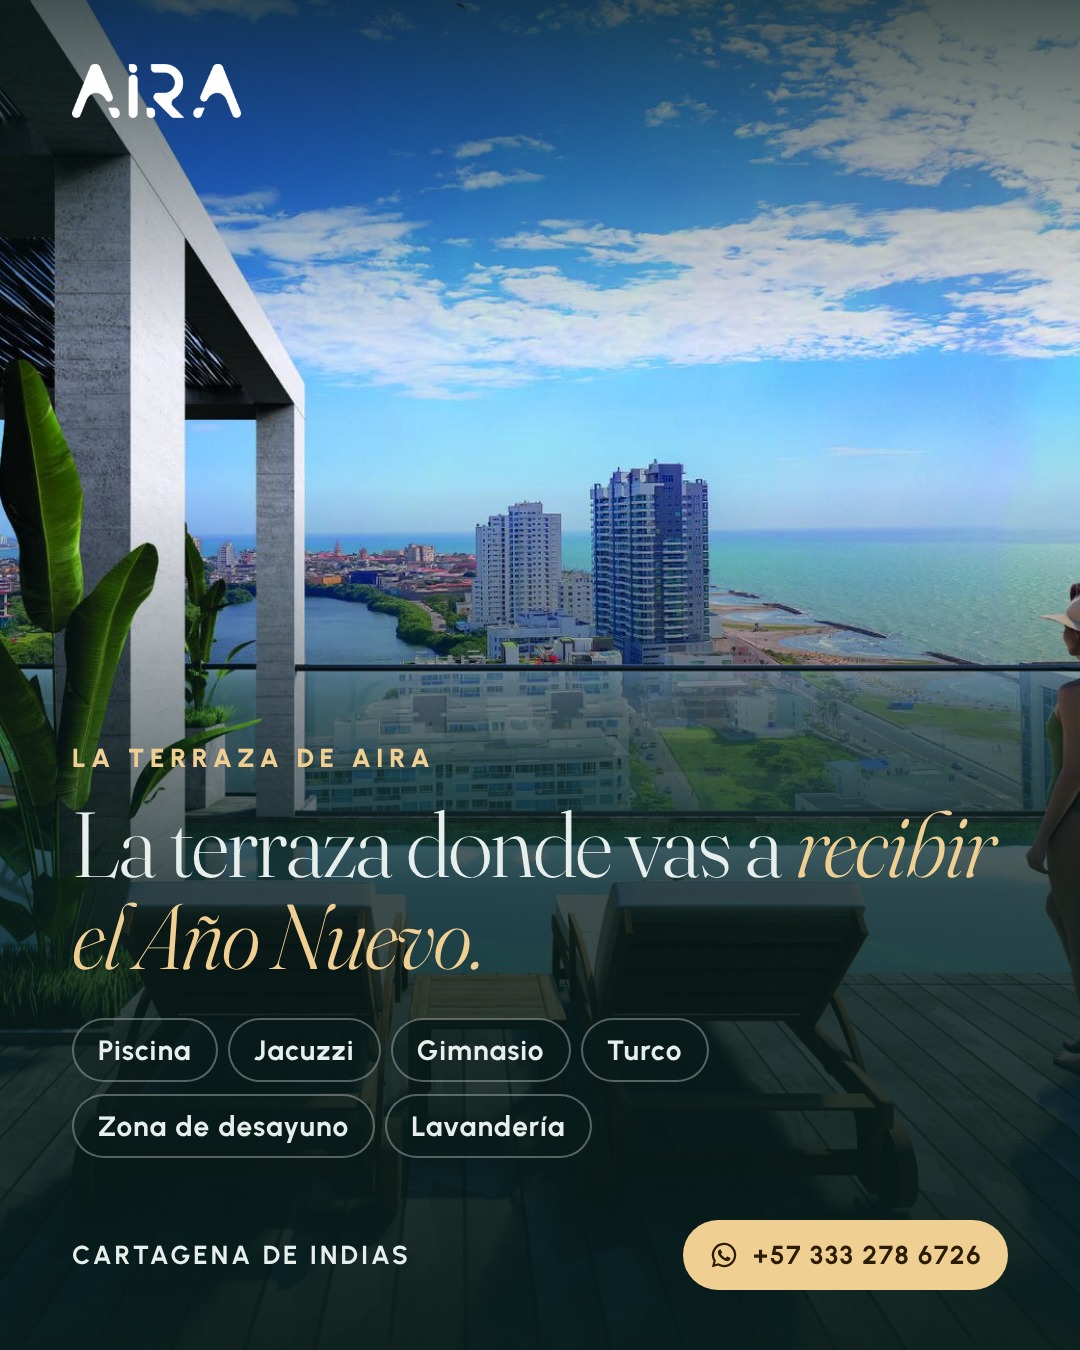 AiRA
LA TERRAZA DE AIRA
La terraza donde vas a recibir
el Año Nuevo.
Piscina Jacuzzi Gimnasio Turco
Zona de desayuno Lavandería
CARTAGENA DE INDIAS +57 333 278 6726